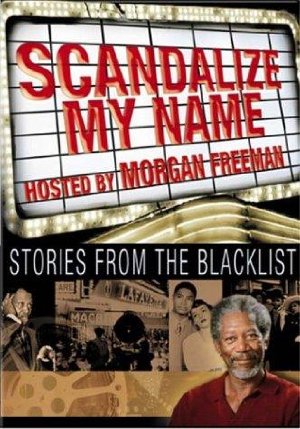 SCANDALIZE
MY NAME
HOSTED BY MORGAN FREEMAN
STORIES FROM THE BLACKLIST